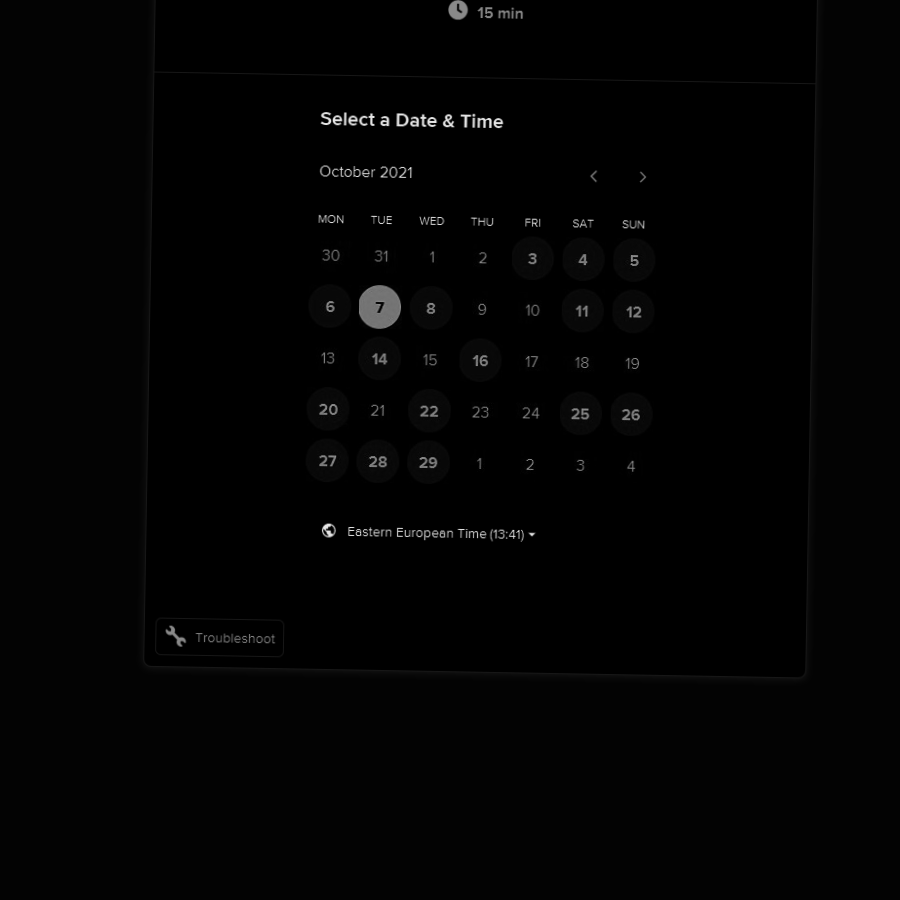 15 min
Select a Date & Time
October 2021
MON TUE WED THU FRI SAT SUN
30 31 1 2 3 4 5
6 7 8 9 10 11 12
13 14 15 16 17 18 19
20 21 22 23 24 25 26
27 28 29 1 2 3 4
Eastern European Time (13:41)
Troubleshoot